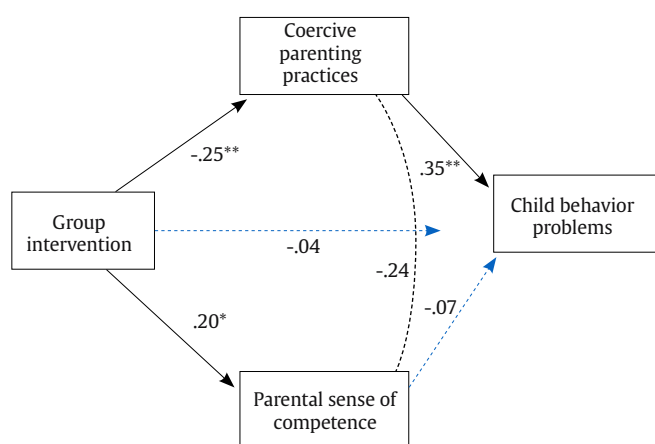 Coercive
parenting
practices
-.25**
.35**
Group
intervention
Child behavior
problems
-.04
-.24
-.07
.20*
Parental sense of
competence